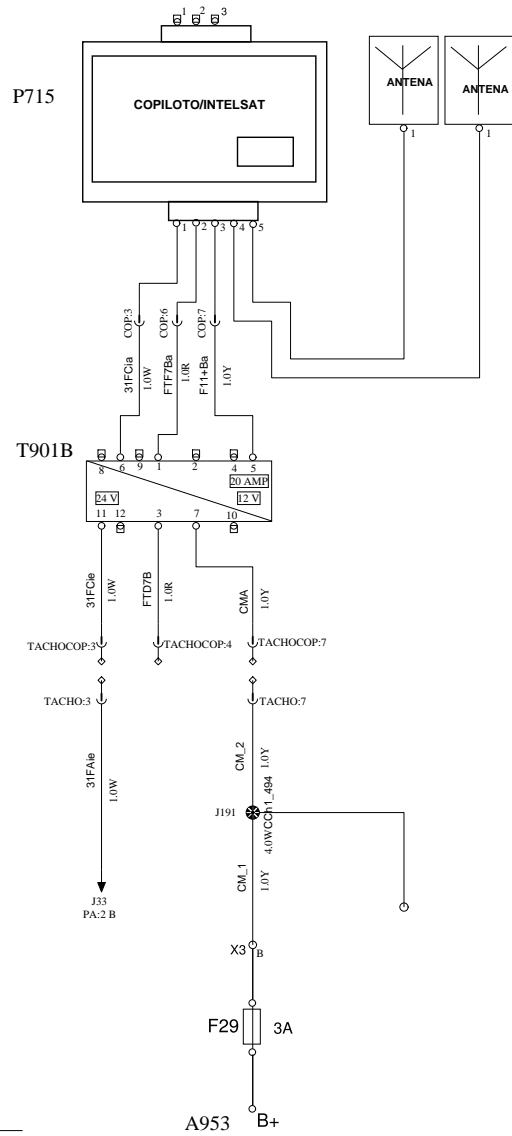 1 2 3
P715
COPILOTO/INTELSAT
ANTENA
ANTENA
1
1
1 2 3 4 5
COP:3
COP:6
COP:7
31FCia
1.0W
FTF7Ba
1.0R
F11+Ba
1.0Y
T901B
8 6 9 1 2 4 5
20 AMP
24 V
12 V
11 12 3 7 10
31FCie
1.0W
FTD7B
1.0R
CMA
1.0Y
TACHOCOP:3
TACHOCOP:4
TACHOCOP:7
TACHO:3
TACHO:7
31FAie
1.0W
CM_2
1.0Y
J191
4.0WCCh1_494
CM_1
1.0Y
J33
PA:2 B
X3
B
F29
3A
A953
B+